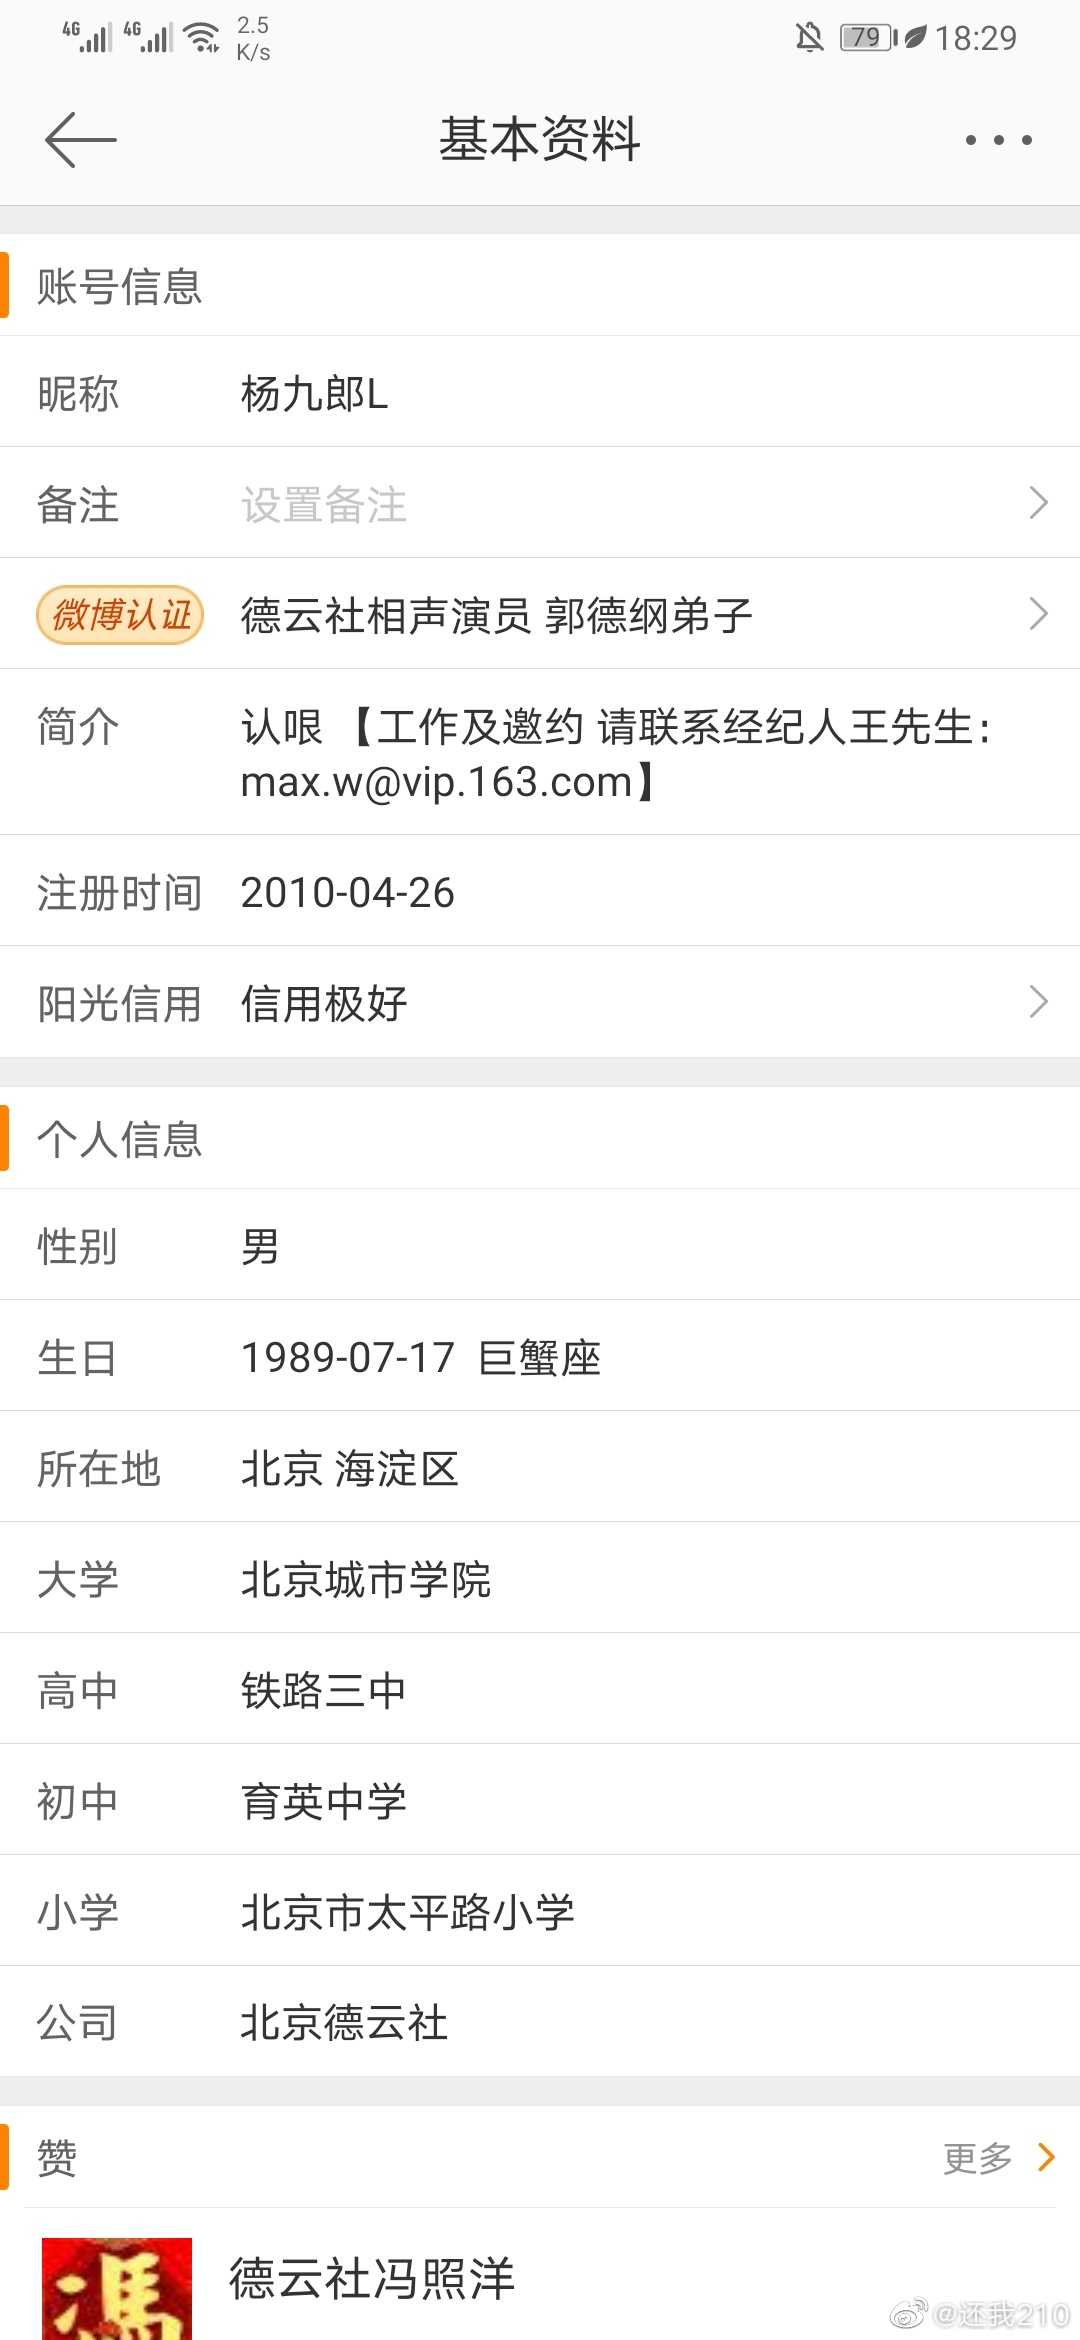 4G 4G 2.5 K/s 79 18:29
基本资料
账号信息
昵称 杨九郎L
备注 设置备注
微博认证 德云社相声演员 郭德纲弟子
简介 认哏 【工作及邀约 请联系经纪人王先生：
max.w@vip.163.com】
注册时间 2010-04-26
阳光信用 信用极好
个人信息
性别 男
生日 1989-07-17 巨蟹座
所在地 北京 海淀区
大学 北京城市学院
高中 铁路三中
初中 育英中学
小学 北京市太平路小学
公司 北京德云社
赞 更多
馮 德云社冯照洋
@还我210